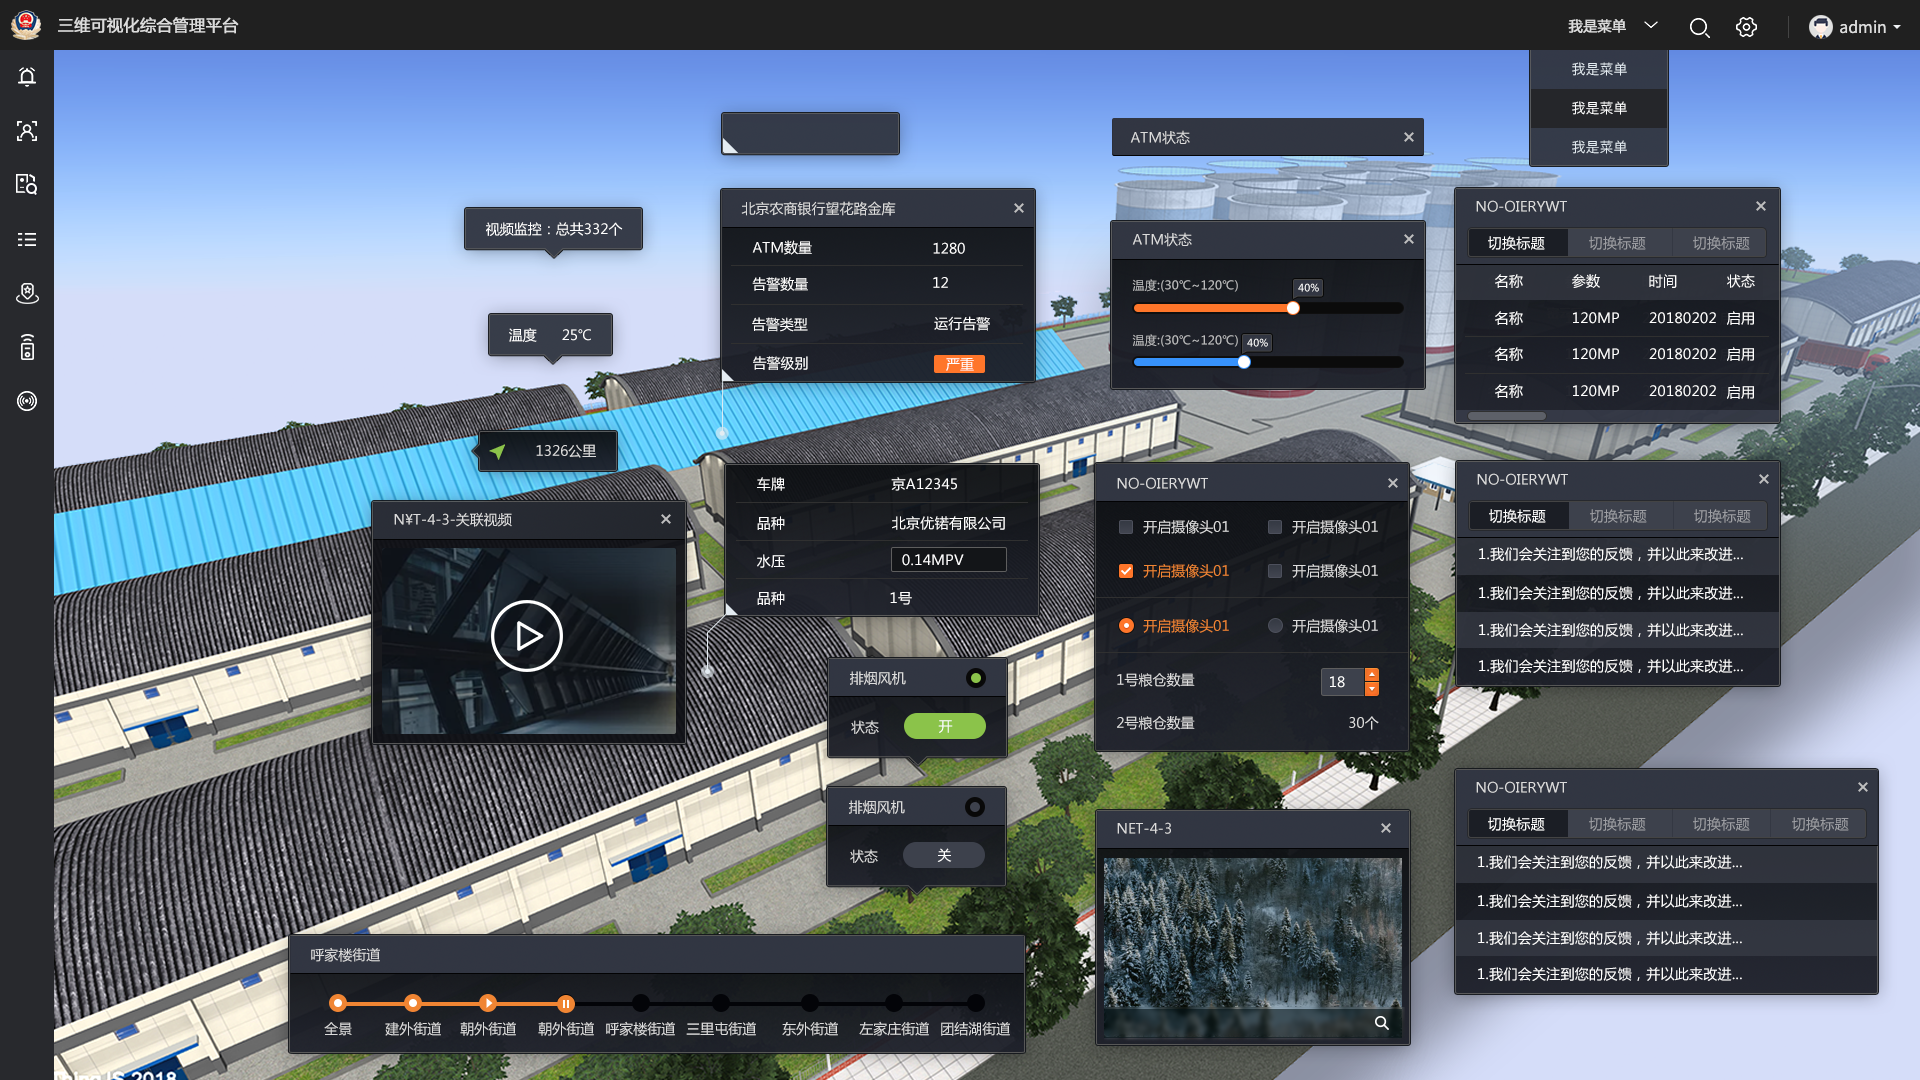 三维可视化综合管理平台
我是菜单
admin
我是菜单
我是菜单
我是菜单
ATM状态
视频监控：总共332个
温度 25℃
1326公里
北京农商银行望花路金库
ATM数量 1280
告警数量 12
告警类型 运行告警
告警级别 严重
ATM状态
温度:(30℃~120℃) 40%
温度:(30℃~120℃) 40%
NO-OIERYWT
切换标题 切换标题 切换标题
名称 参数 时间 状态
名称 120MP 20180202 启用
名称 120MP 20180202 启用
名称 120MP 20180202 启用
N¥T-4-3-关联视频
车牌 京A12345
品种 北京优锘有限公司
水压 0.14MPV
品种 1号
NO-OIERYWT
开启摄像头01 开启摄像头01
开启摄像头01 开启摄像头01
开启摄像头01 开启摄像头01
1号粮仓数量 18
2号粮仓数量 30个
NO-OIERYWT
切换标题 切换标题 切换标题
1.我们会关注到您的反馈，并以此来改进...
1.我们会关注到您的反馈，并以此来改进...
1.我们会关注到您的反馈，并以此来改进...
1.我们会关注到您的反馈，并以此来改进...
排烟风机
状态 开
排烟风机
状态 关
NET-4-3
NO-OIERYWT
切换标题 切换标题 切换标题 切换标题
1.我们会关注到您的反馈，并以此来改进...
1.我们会关注到您的反馈，并以此来改进...
1.我们会关注到您的反馈，并以此来改进...
1.我们会关注到您的反馈，并以此来改进...
呼家楼街道
全景 建外街道 朝外街道 朝外街道 呼家楼街道 三里屯街道 东外街道 左家庄街道 团结湖街道
2018